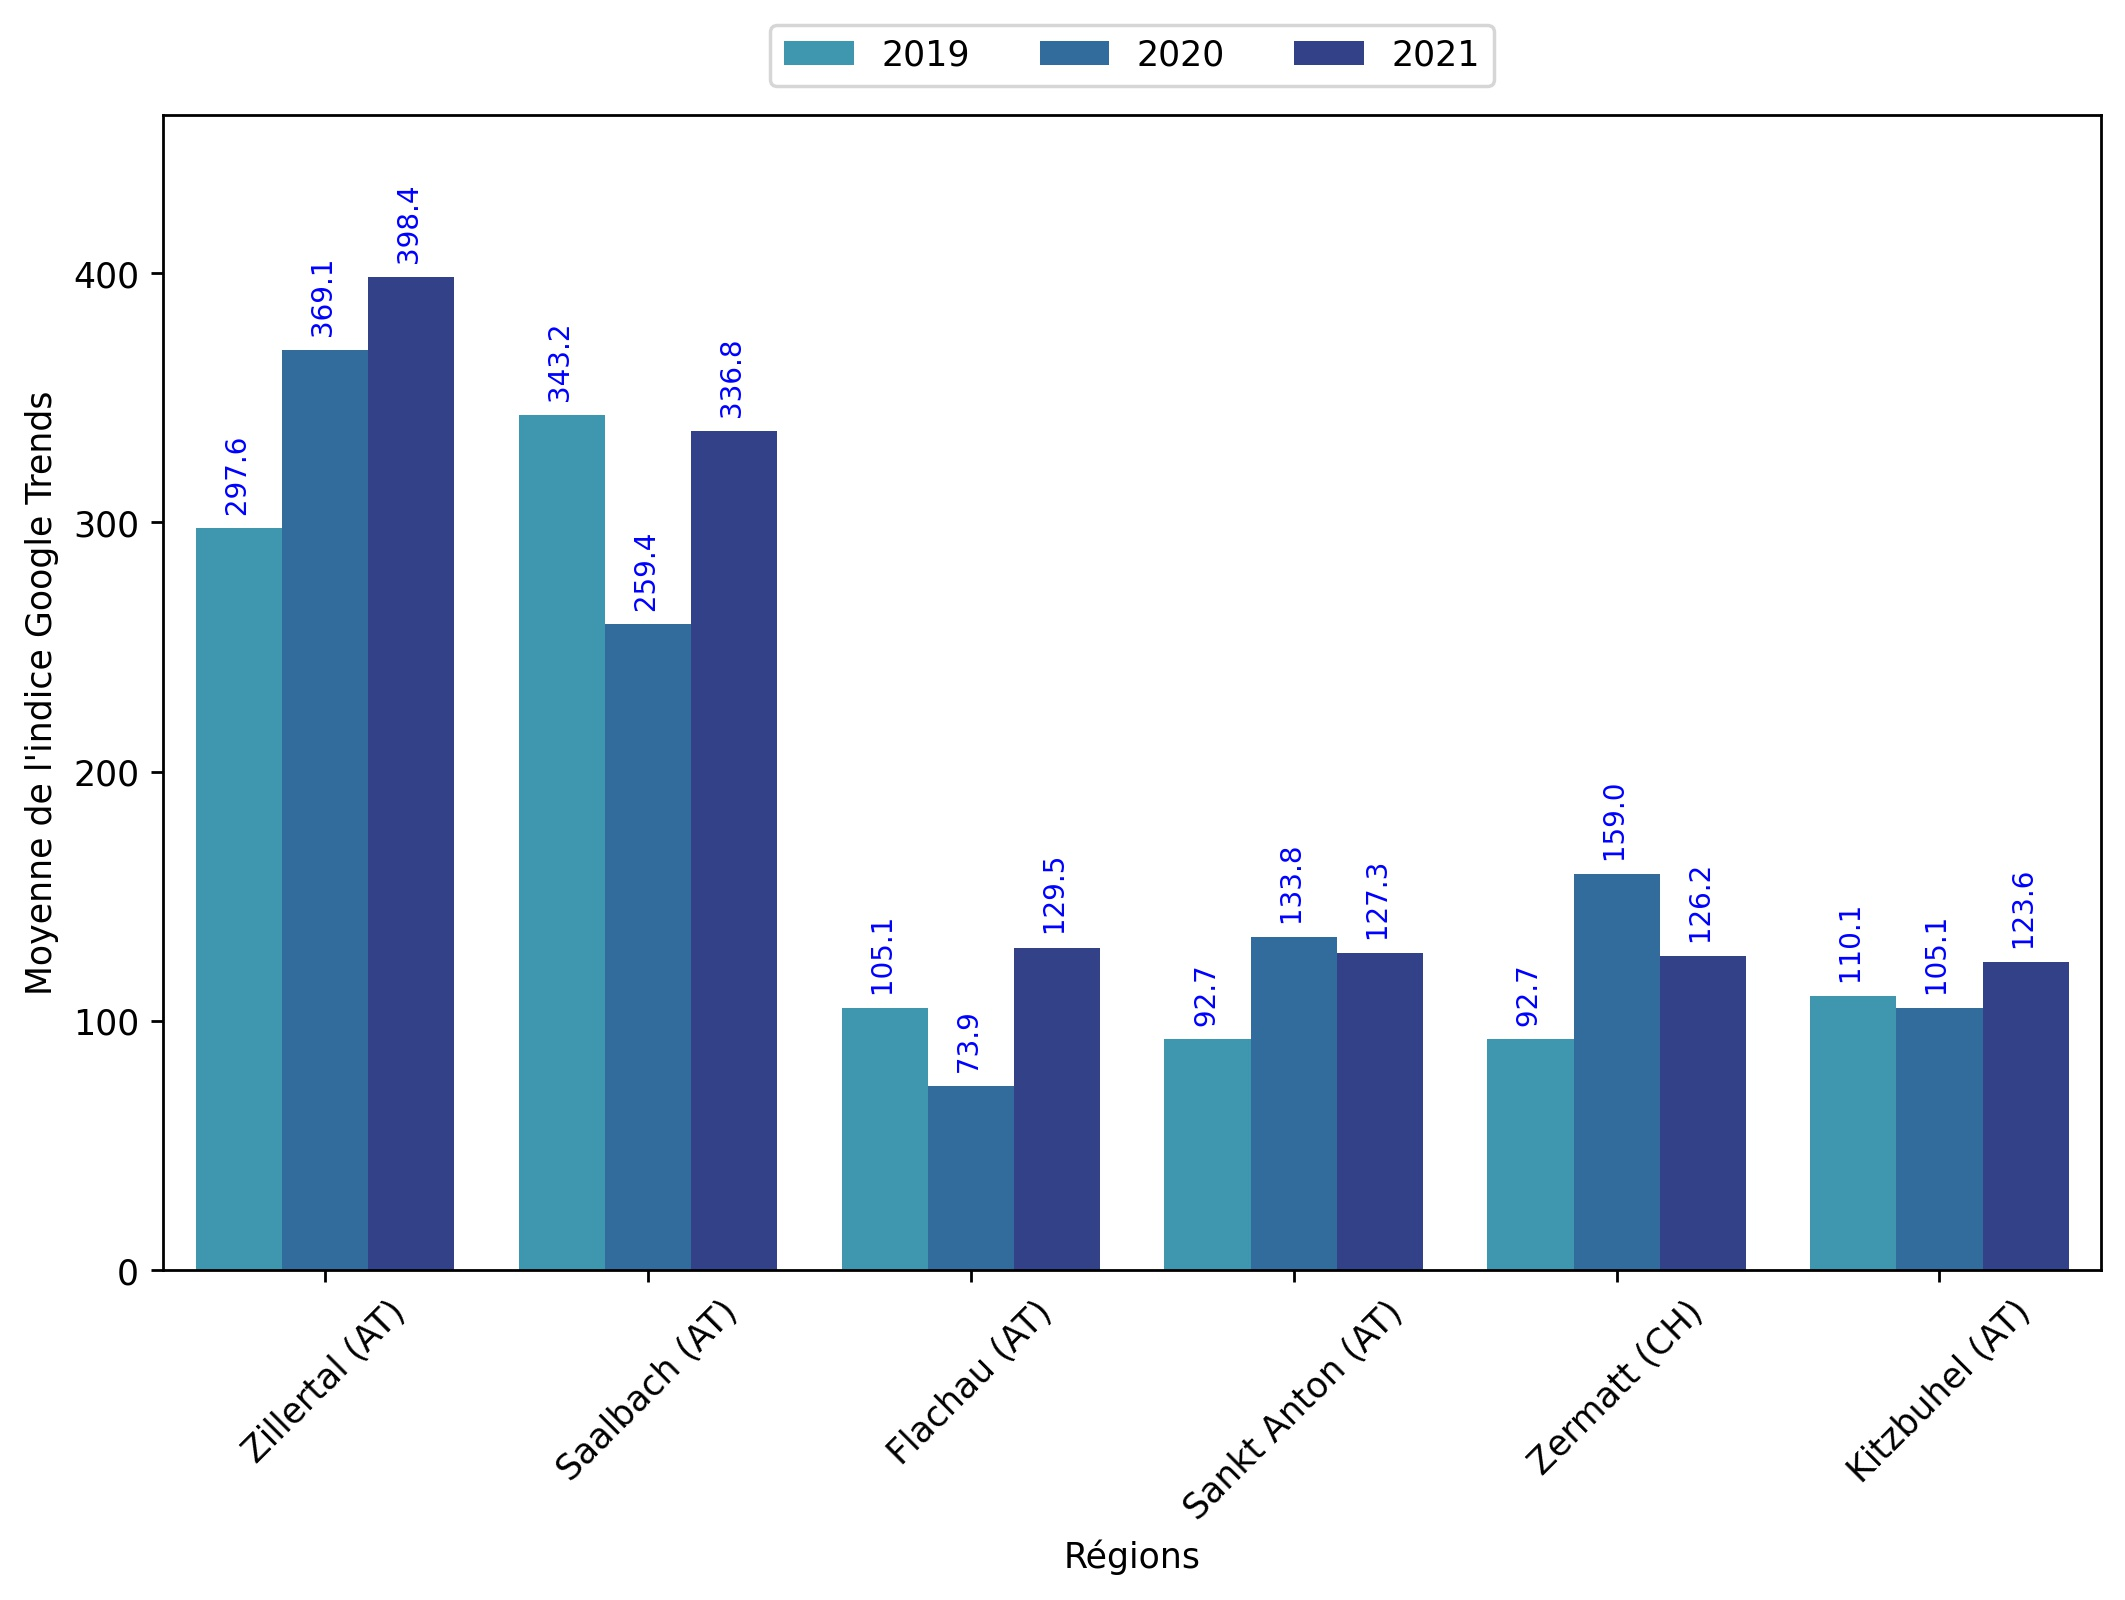 2019 2020 2021
Moyenne de l'indice Google Trends
400
300
200
100
0
297.6 369.1 398.4
343.2 259.4 336.8
105.1 73.9 129.5
92.7 133.8 127.3
92.7 159.0 126.2
110.1 105.1 123.6
Zillertal (AT)
Saalbach (AT)
Flachau (AT)
Sankt Anton (AT)
Zermatt (CH)
Kitzbuhel (AT)
Régions